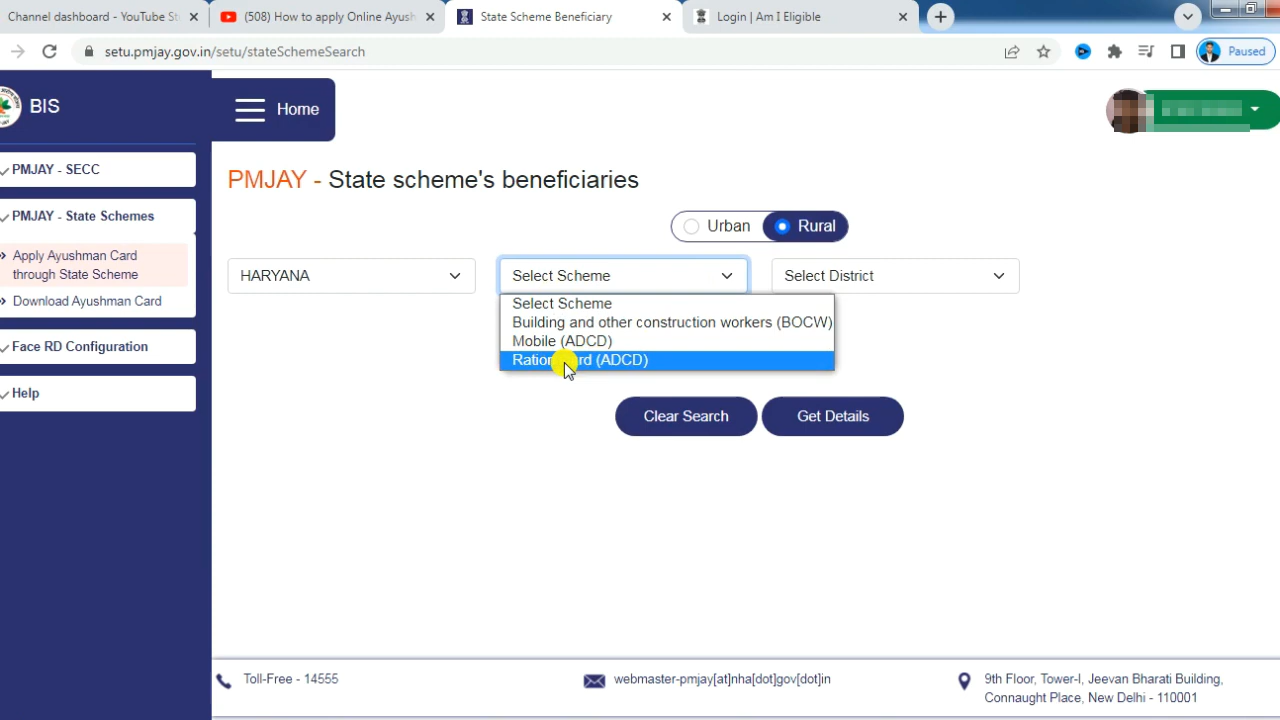 Channel dashboard - YouTube St
(508) How to apply Online Ayush
State Scheme Beneficiary
Login | Am I Eligible
setu.pmjay.gov.in/setu/stateSchemeSearch
Paused
BIS
Home
PMJAY - SECC
PMJAY - State Schemes
Apply Ayushman Card
through State Scheme
Download Ayushman Card
Face RD Configuration
Help
PMJAY - State scheme's beneficiaries
Urban
Rural
HARYANA
Select Scheme
Select District
Select Scheme
Building and other construction workers (BOCW)
Mobile (ADCD)
Ration Card (ADCD)
Clear Search
Get Details
Toll-Free - 14555
webmaster-pmjay[at]nha[dot]gov[dot]in
9th Floor, Tower-I, Jeevan Bharati Building,
Connaught Place, New Delhi - 110001